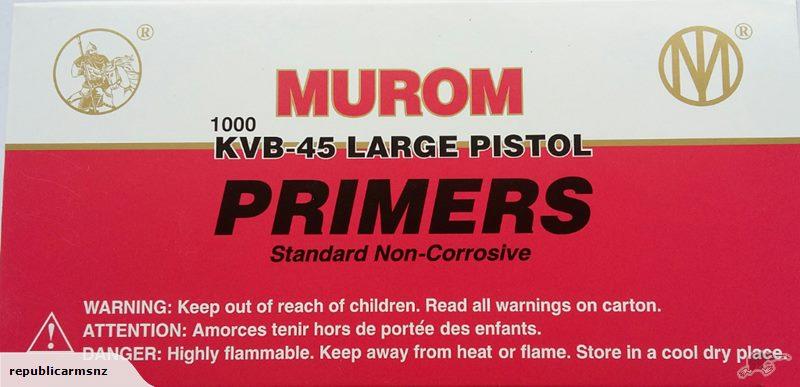 ®
®
MUROM
1000
KVB-45 LARGE PISTOL
PRIMERS
Standard Non-Corrosive
WARNING: Keep out of reach of children. Read all warnings on carton.
ATTENTION: Amorces tenir hors de portée des enfants.
DANGER: Highly flammable. Keep away from heat or flame. Store in a cool dry place.
republicarmsnz